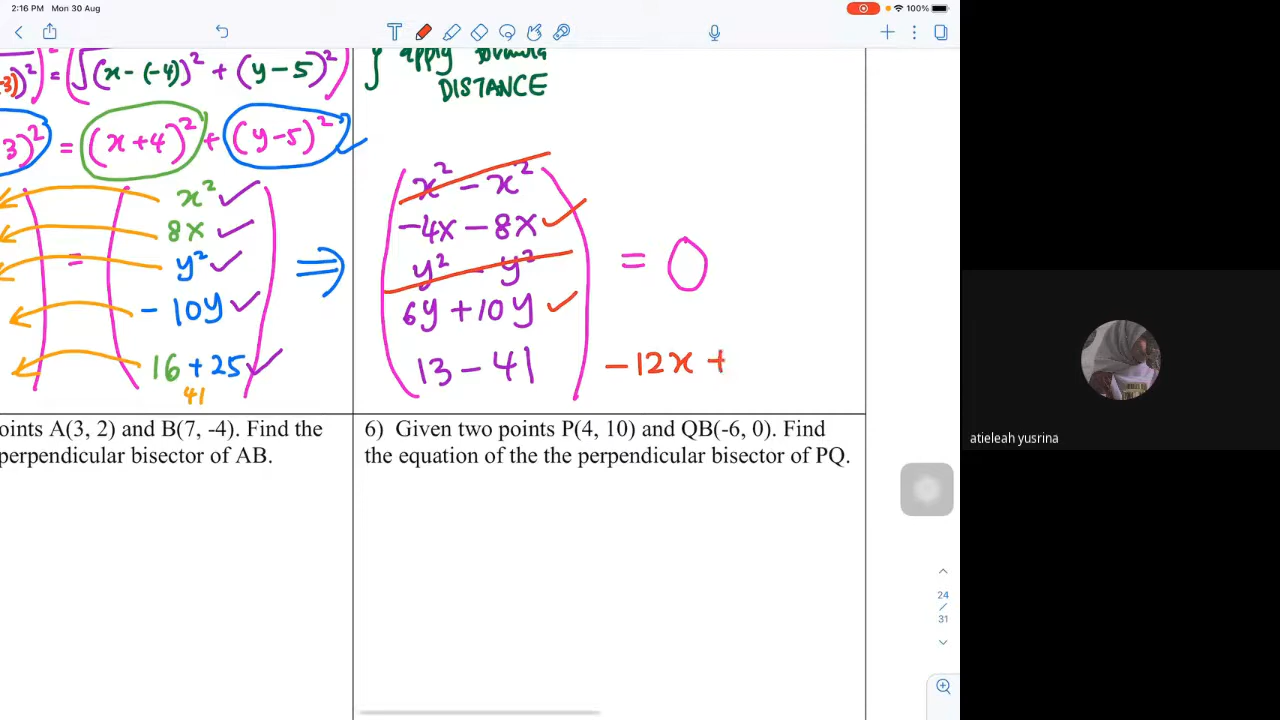 2:16 PM Mon 30 Aug
100%
-3))² = √(x-(-4))² + (y-5)²
apply formula
DISTANCE
3)² = (x+4)² + (y-5)²
x²
8x
= y²
- 10y
16 + 25
41
⇒
x² - x²
-4x - 8x
y² - y²
6y + 10y
13 - 41
= 0
-12x +
oints A(3, 2) and B(7, -4). Find the
perpendicular bisector of AB.
6) Given two points P(4, 10) and QB(-6, 0). Find
the equation of the the perpendicular bisector of PQ.
24
/
31
atieleah yusrina